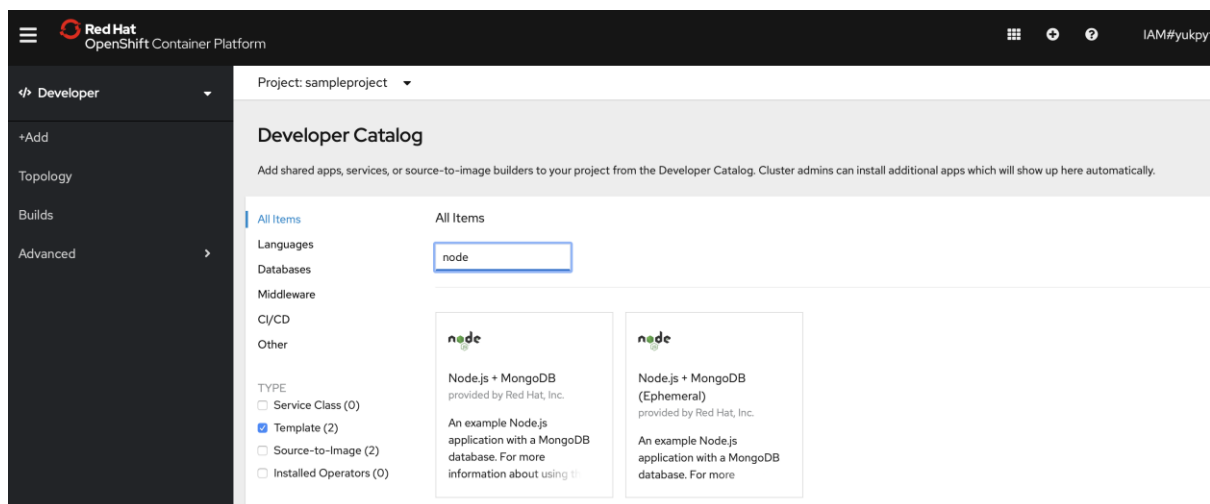 Red Hat
OpenShift Container Platform
IAM#yukpy
Developer
Project: sampleproject
+Add
Topology
Builds
Advanced
Developer Catalog
Add shared apps, services, or source-to-image builders to your project from the Developer Catalog. Cluster admins can install additional apps which will show up here automatically.
All Items
Languages
Databases
Middleware
CI/CD
Other
TYPE
Service Class (0)
Template (2)
Source-to-Image (2)
Installed Operators (0)
All Items
node
node
Node.js + MongoDB
provided by Red Hat, Inc.
An example Node.js
application with a MongoDB
database. For more
information about using
node
Node.js + MongoDB
(Ephemeral)
provided by Red Hat, Inc.
An example Node.js
application with a MongoDB
database. For more